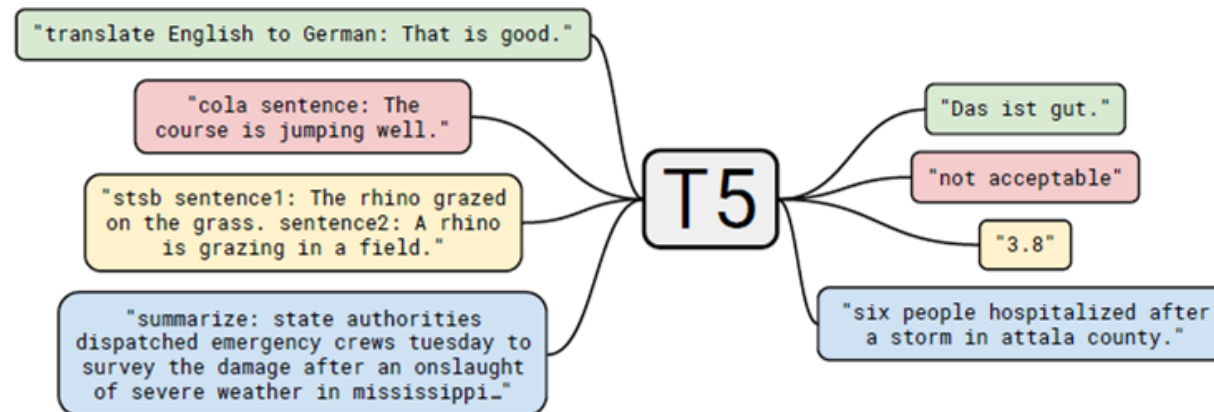 "translate English to German: That is good."
"cola sentence: The
course is jumping well."
"stsb sentence1: The rhino grazed
on the grass. sentence2: A rhino
is grazing in a field."
"summarize: state authorities
dispatched emergency crews tuesday to
survey the damage after an onslaught
of severe weather in mississippi…"
T5
"Das ist gut."
"not acceptable"
"3.8"
"six people hospitalized after
a storm in attala county."